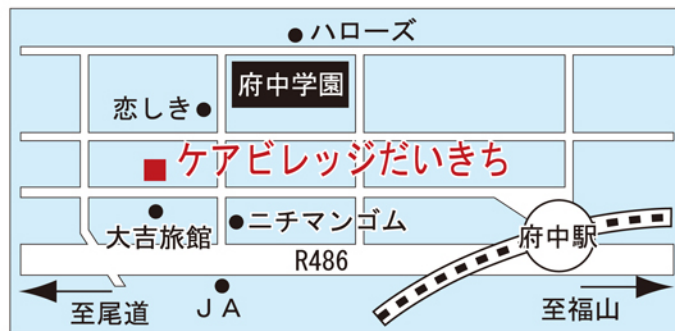 ハローズ
府中学園
恋しき
ケアビレッジだいきち
大吉旅館
ニチマンゴム
府中駅
R486
至尾道
JA
至福山